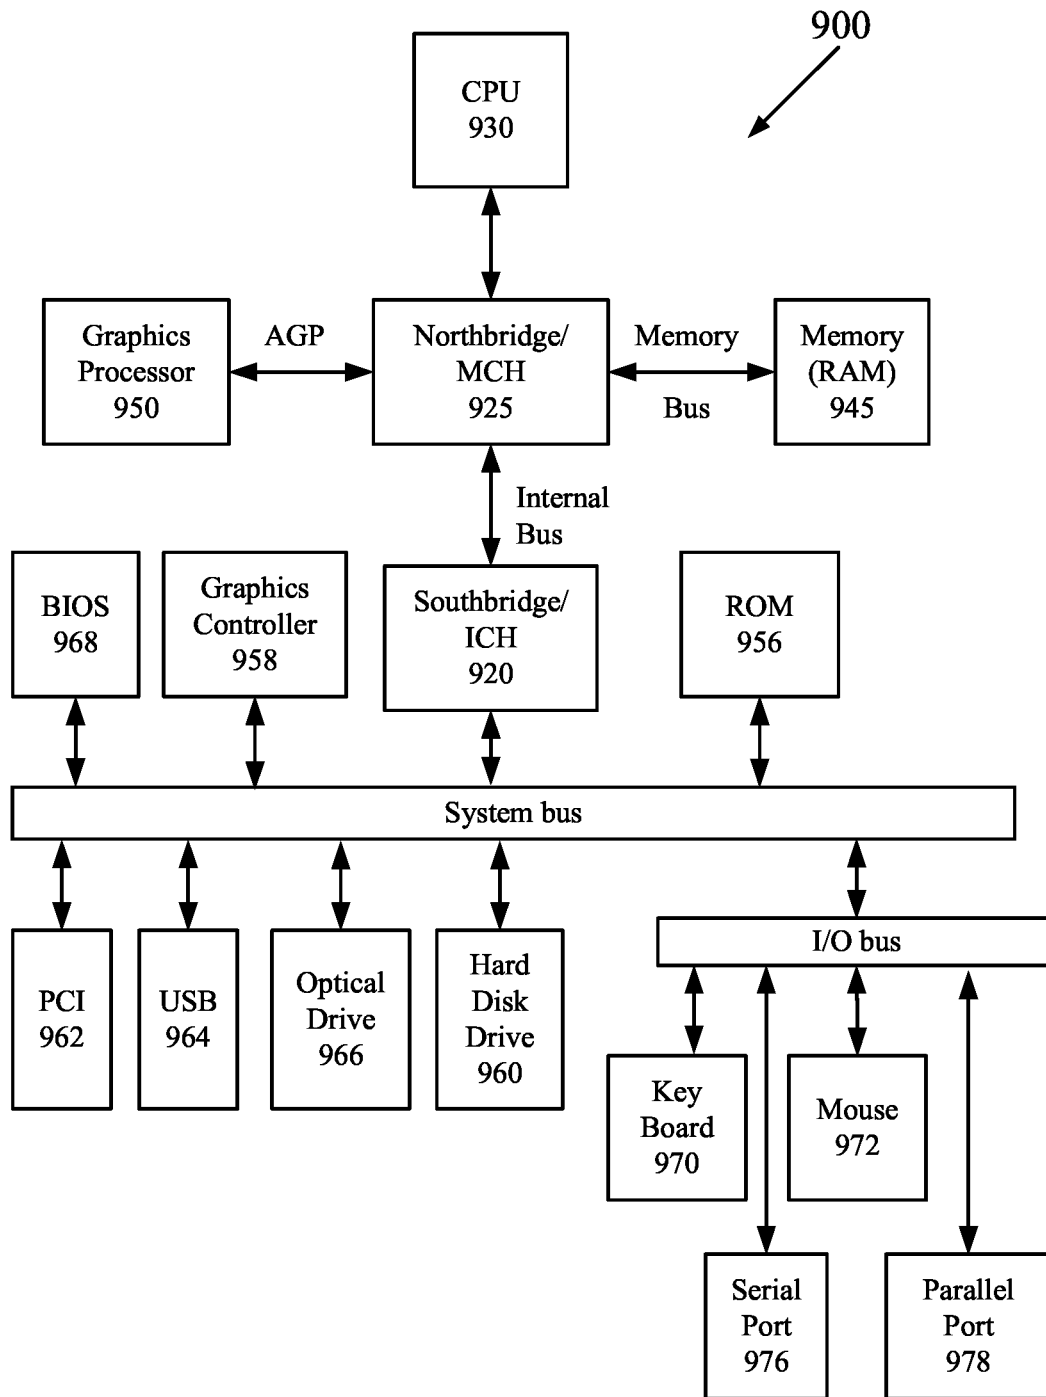 900
CPU
930
Graphics
Processor
950
AGP
Northbridge/
MCH
925
Memory
Bus
Memory
(RAM)
945
Internal
Bus
BIOS
968
Graphics
Controller
958
Southbridge/
ICH
920
ROM
956
System bus
PCI
962
USB
964
Optical
Drive
966
Hard
Disk
Drive
960
I/O bus
Key
Board
970
Mouse
972
Serial
Port
976
Parallel
Port
978